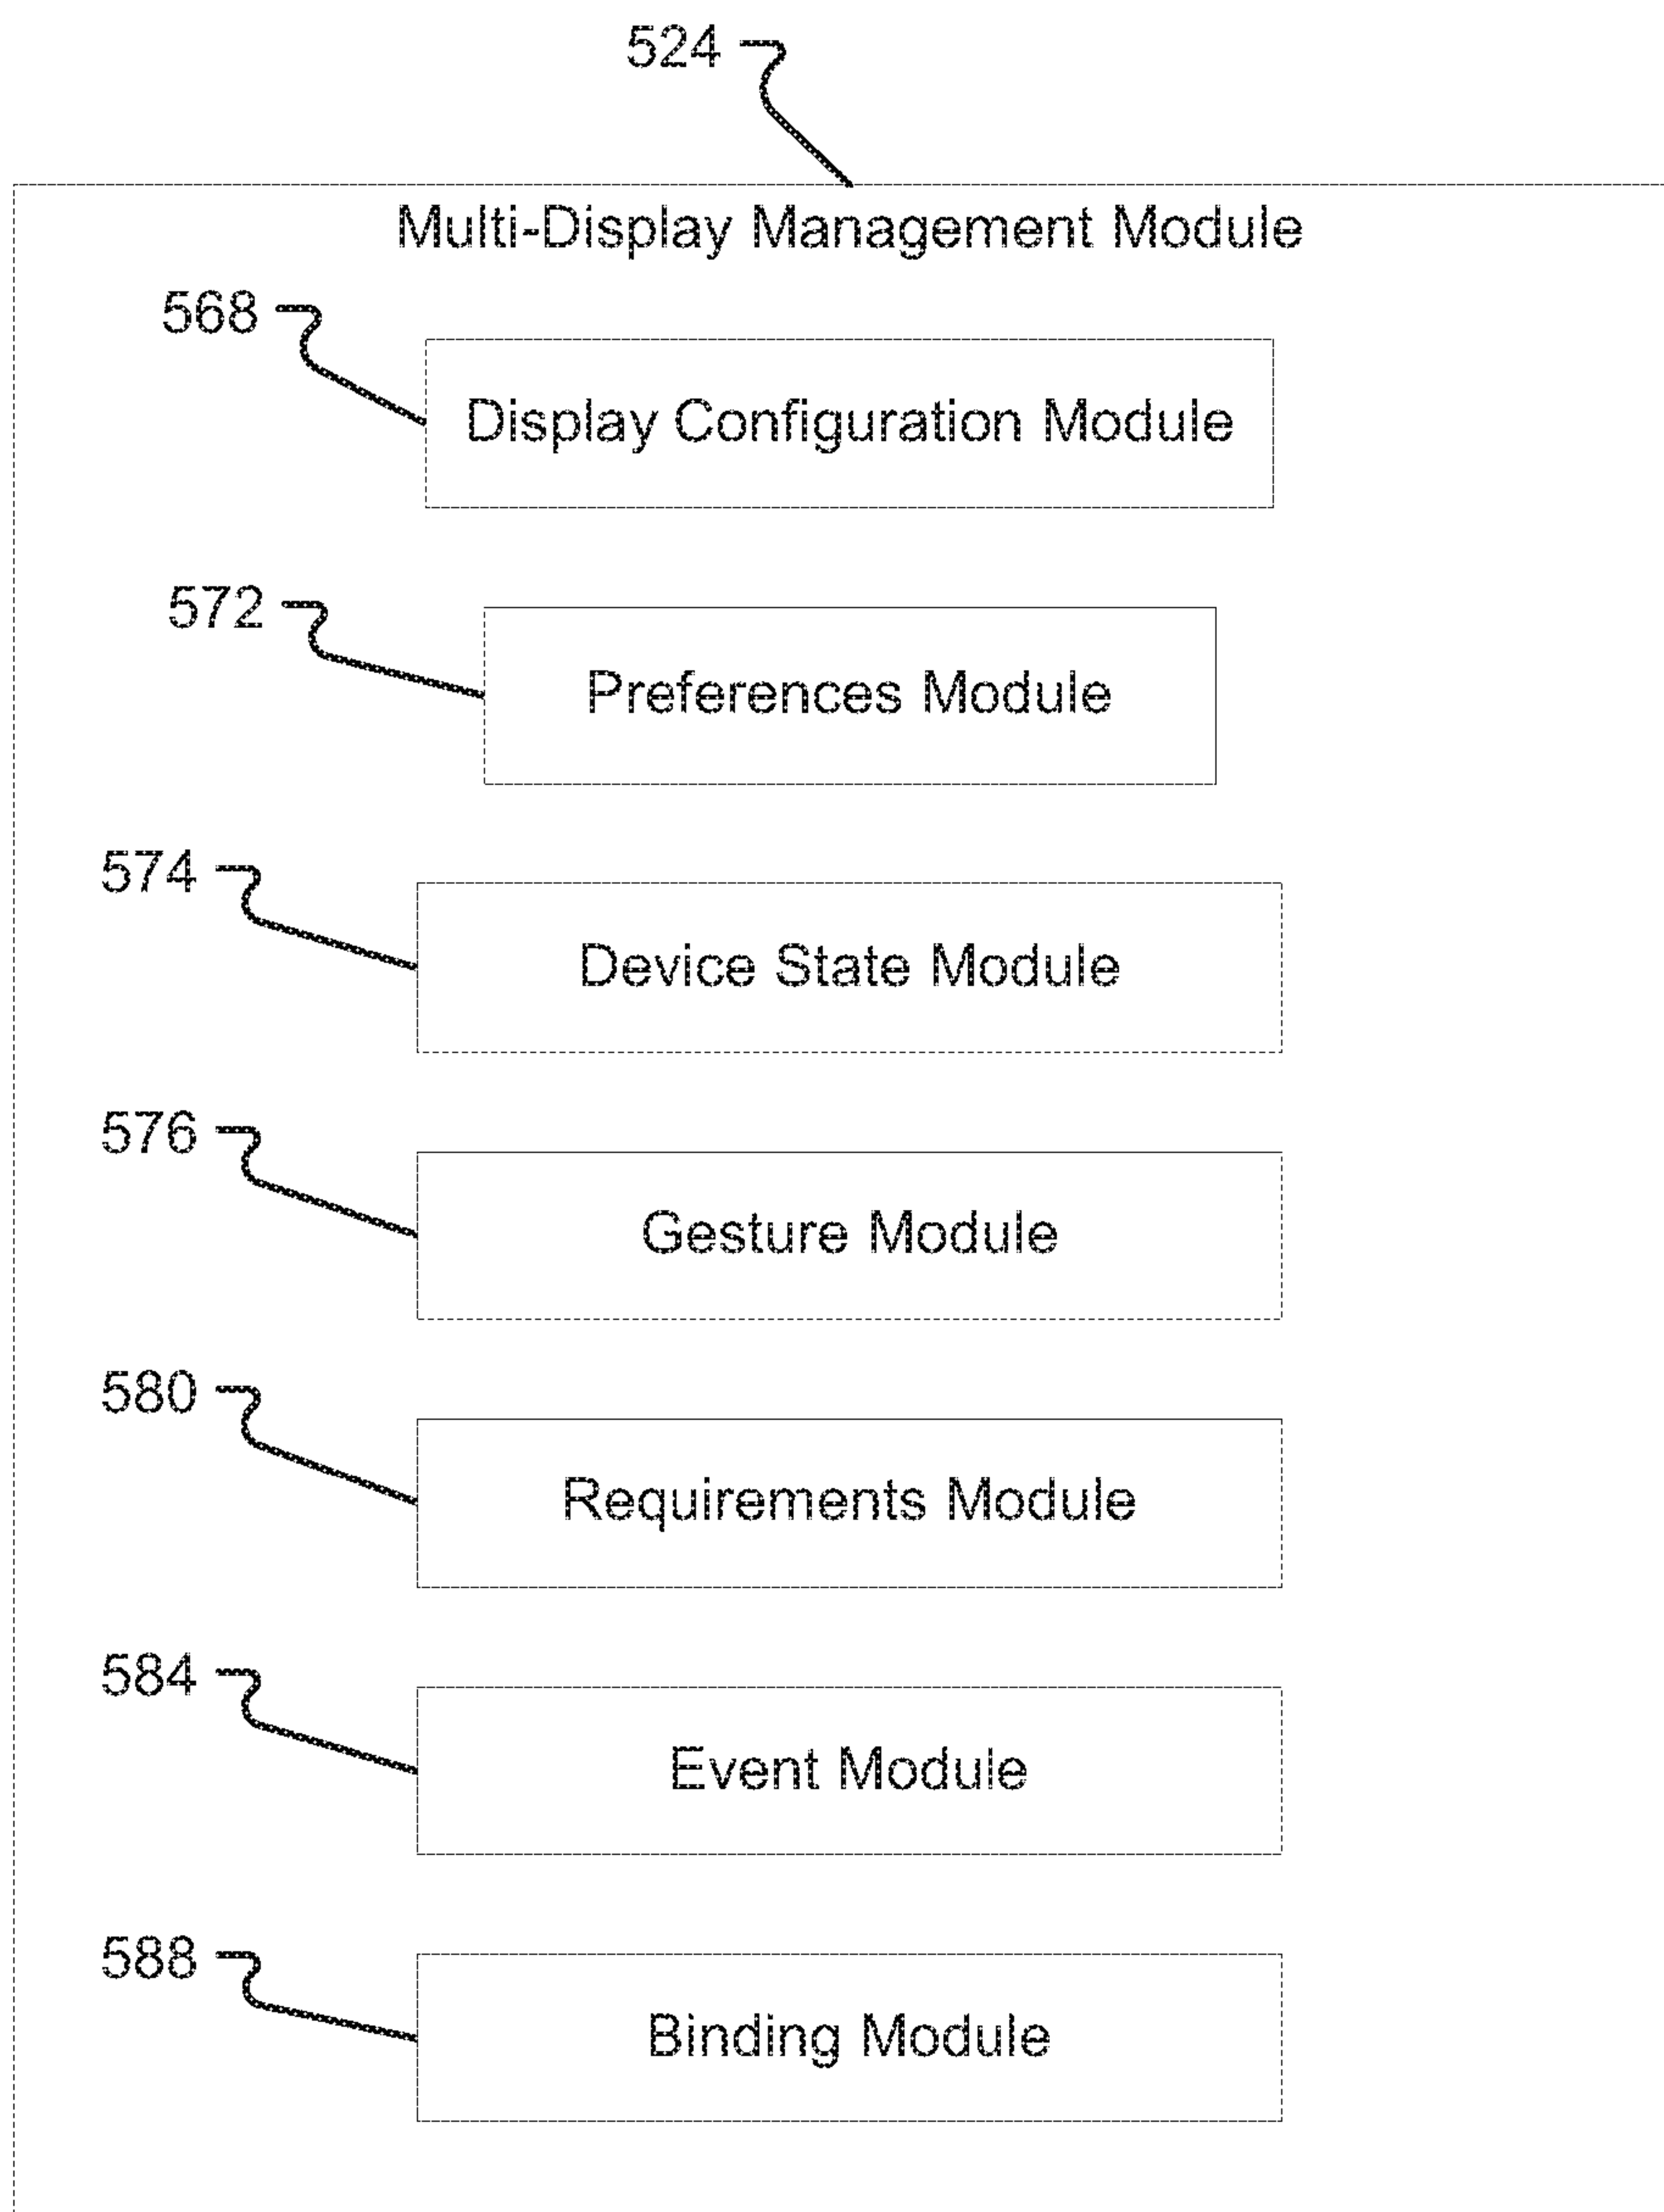 524
Multi-Display Management Module
568
Display Configuration Module
572
Preferences Module
574
Device State Module
576
Gesture Module
580
Requirements Module
584
Event Module
588
Binding Module